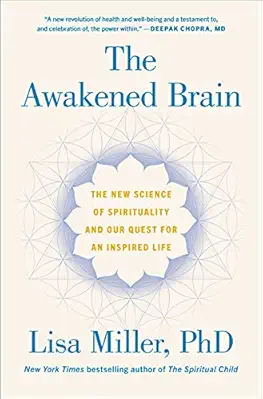 "A new revolution of health and well-being and a testament to,
and celebration of, the power within." —DEEPAK CHOPRA, MD
The
Awakened Brain
THE NEW SCIENCE
OF SPIRITUALITY
AND OUR QUEST FOR
AN INSPIRED LIFE
Lisa Miller, PhD
New York Times bestselling author of The Spiritual Child